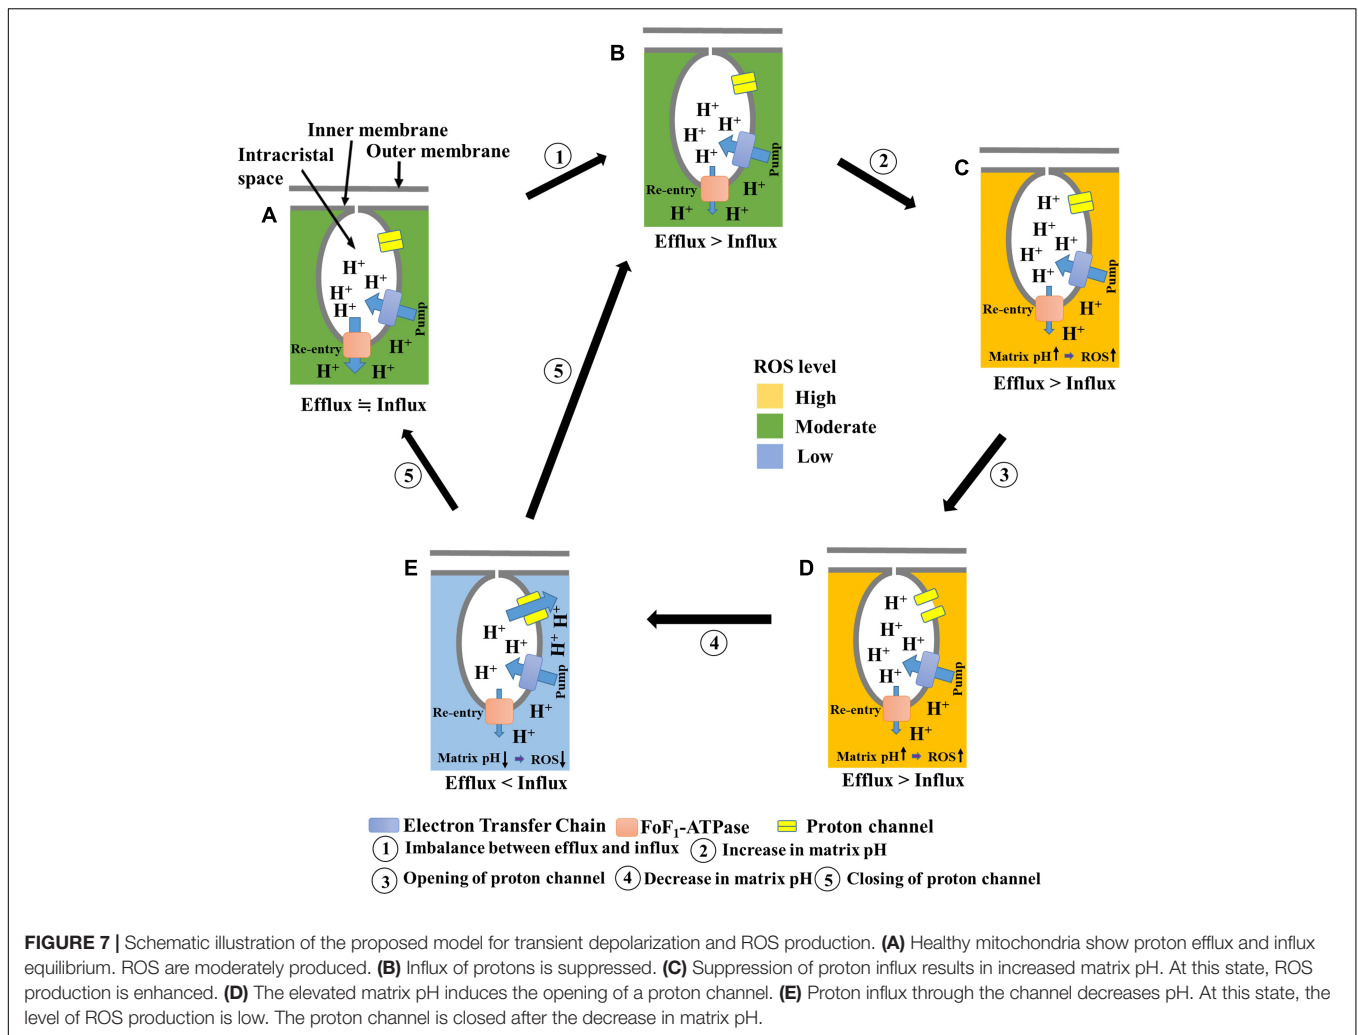 Inner membrane
Outer membrane
Intracristal
space
A
H⁺
H⁺
H⁺
H⁺
Pump
Re-entry
H⁺
H⁺
H⁺
Efflux ≒ Influx
①
B
H⁺
H⁺
H⁺
H⁺
Pump
Re-entry
H⁺
H⁺
H⁺
Efflux > Influx
②
C
H⁺
H⁺
H⁺
H⁺
H⁺
Pump
Re-entry
H⁺
H⁺
Matrix pH↑ ➡ ROS↑
Efflux > Influx
ROS level
High
Moderate
Low
③
D
H⁺
H⁺
H⁺
H⁺
H⁺
Pump
Re-entry
H⁺
H⁺
Matrix pH↑ ➡ ROS↑
Efflux > Influx
④
E
H⁺
H⁺
H⁺
H⁺ H⁺
Pump
Re-entry
H⁺
H⁺
Matrix pH↓ ➡ ROS↓
Efflux < Influx
⑤
⑤
Electron Transfer Chain FoF₁-ATPase Proton channel
① Imbalance between efflux and influx ② Increase in matrix pH
③ Opening of proton channel ④ Decrease in matrix pH ⑤ Closing of proton channel
FIGURE 7 | Schematic illustration of the proposed model for transient depolarization and ROS production. (A) Healthy mitochondria show proton efflux and influx
equilibrium. ROS are moderately produced. (B) Influx of protons is suppressed. (C) Suppression of proton influx results in increased matrix pH. At this state, ROS
production is enhanced. (D) The elevated matrix pH induces the opening of a proton channel. (E) Proton influx through the channel decreases pH. At this state, the
level of ROS production is low. The proton channel is closed after the decrease in matrix pH.